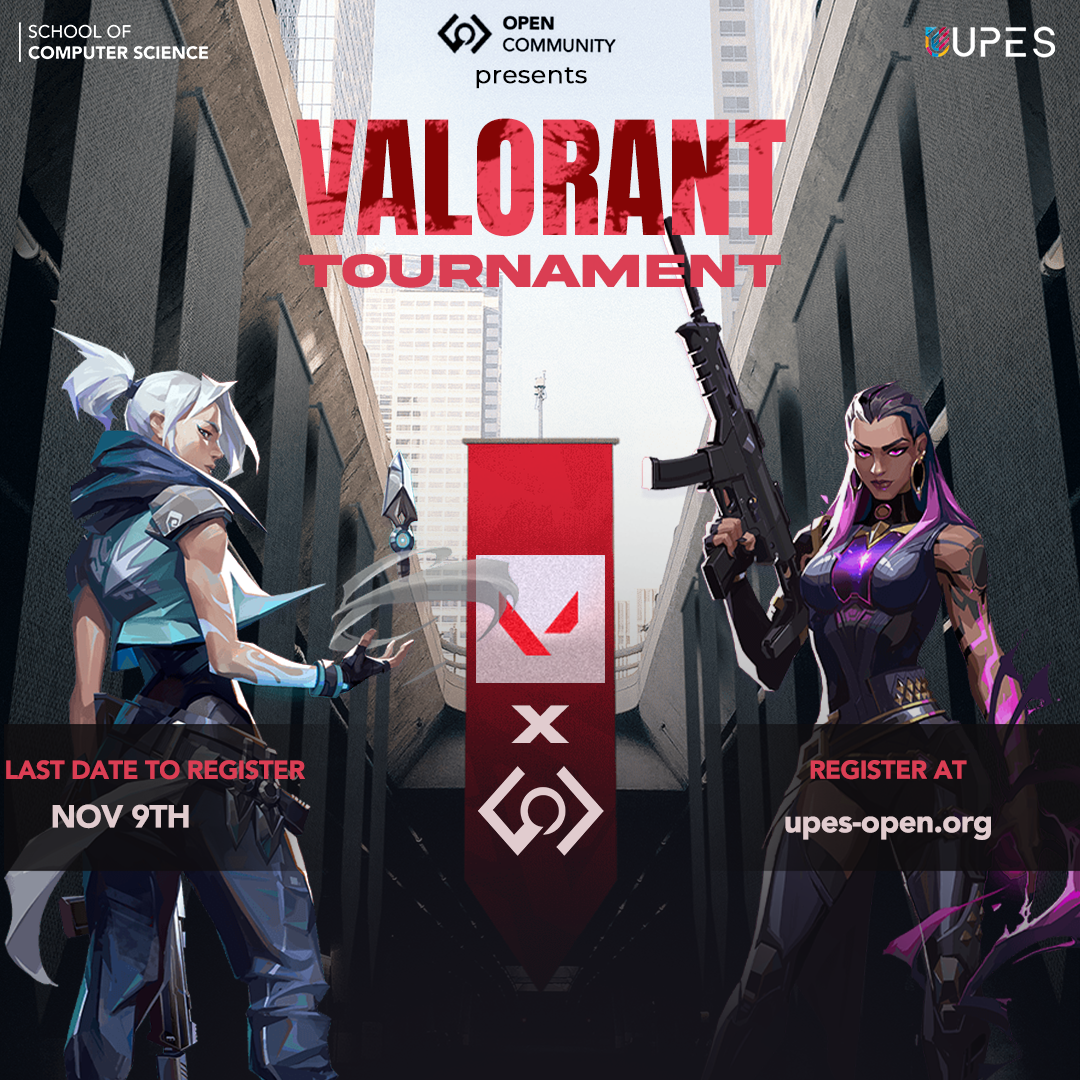 SCHOOL OF
COMPUTER SCIENCE
OPEN
COMMUNITY
presents
UPES
VALORANT
TOURNAMENT
X
LAST DATE TO REGISTER
NOV 9TH
REGISTER AT
upes-open.org